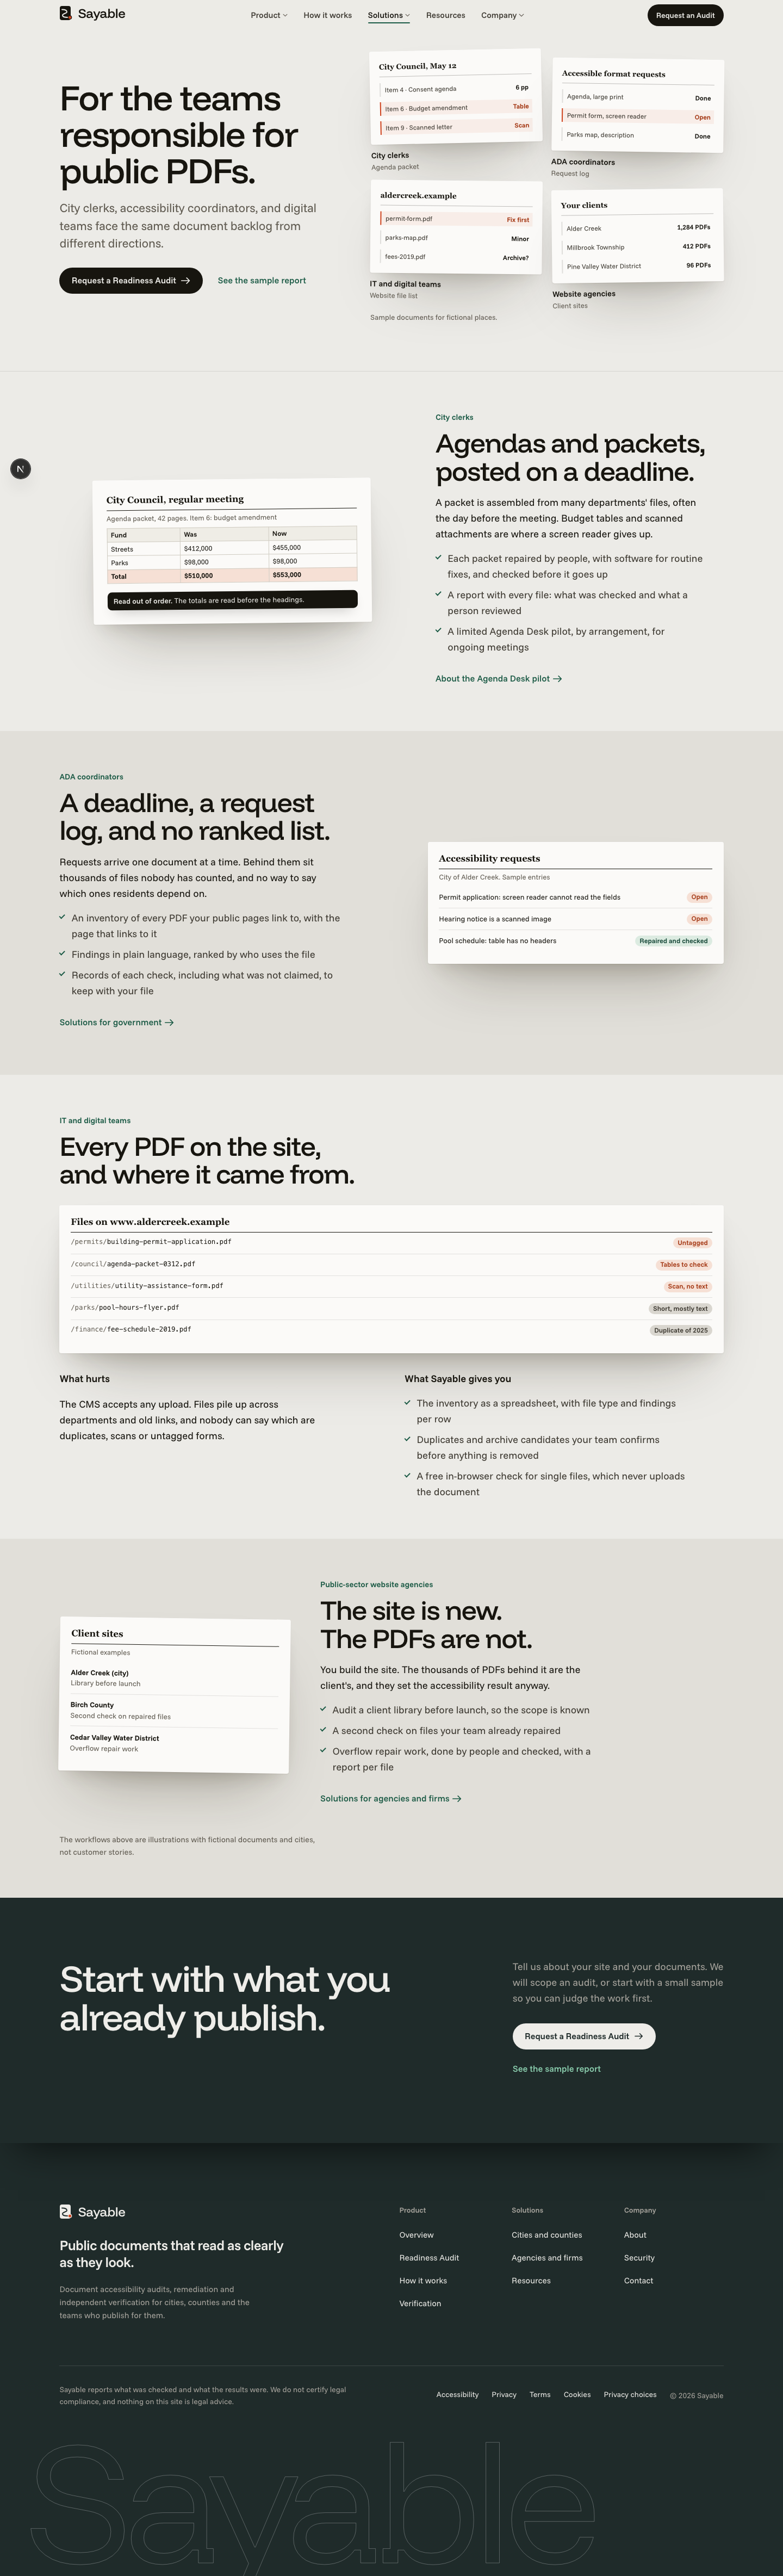 Sayable
Product
How it works
Solutions
Resources
Company
Request an Audit
For the teams
responsible for
public PDFs.
City clerks, accessibility coordinators, and digital
teams face the same document backlog from
different directions.
Request a Readiness Audit →
See the sample report
City Council, May 12
Item 4 · Consent agenda 6 pp
Item 6 · Budget amendment Table
Item 9 · Scanned letter Scan
City clerks
Agenda packet
Accessible format requests
Agenda, large print Done
Permit form, screen reader Open
Parks map, description Done
ADA coordinators
Request log
aldercreek.example
permit-form.pdf Fix first
parks-map.pdf Minor
fees-2019.pdf Archive?
IT and digital teams
Website file list
Your clients
Alder Creek 1,284 PDFs
Millbrook Township 412 PDFs
Pine Valley Water District 96 PDFs
Website agencies
Client sites
Sample documents for fictional places.
N
City Council, regular meeting
Agenda packet, 42 pages. Item 6: budget amendment
Fund Was Now
Streets $412,000 $455,000
Parks $98,000 $98,000
Total $510,000 $553,000
Read out of order. The totals are read before the headings.
City clerks
Agendas and packets,
posted on a deadline.
A packet is assembled from many departments' files, often
the day before the meeting. Budget tables and scanned
attachments are where a screen reader gives up.
Each packet repaired by people, with software for routine
fixes, and checked before it goes up
A report with every file: what was checked and what a
person reviewed
A limited Agenda Desk pilot, by arrangement, for
ongoing meetings
About the Agenda Desk pilot →
ADA coordinators
A deadline, a request
log, and no ranked list.
Requests arrive one document at a time. Behind them sit
thousands of files nobody has counted, and no way to say
which ones residents depend on.
An inventory of every PDF your public pages link to, with the
page that links to it
Findings in plain language, ranked by who uses the file
Records of each check, including what was not claimed, to
keep with your file
Solutions for government →
Accessibility requests
City of Alder Creek. Sample entries
Permit application: screen reader cannot read the fields Open
Hearing notice is a scanned image Open
Pool schedule: table has no headers Repaired and checked
IT and digital teams
Every PDF on the site,
and where it came from.
Files on www.aldercreek.example
/permits/building-permit-application.pdf Untagged
/council/agenda-packet-0312.pdf Tables to check
/utilities/utility-assistance-form.pdf Scan, no text
/parks/pool-hours-flyer.pdf Short, mostly text
/finance/fee-schedule-2019.pdf Duplicate of 2025
What hurts
The CMS accepts any upload. Files pile up across
departments and old links, and nobody can say which are
duplicates, scans or untagged forms.
What Sayable gives you
The inventory as a spreadsheet, with file type and findings
per row
Duplicates and archive candidates your team confirms
before anything is removed
A free in-browser check for single files, which never uploads
the document
Client sites
Fictional examples
Alder Creek (city)
Library before launch
Birch County
Second check on repaired files
Cedar Valley Water District
Overflow repair work
Public-sector website agencies
The site is new.
The PDFs are not.
You build the site. The thousands of PDFs behind it are the
client's, and they set the accessibility result anyway.
Audit a client library before launch, so the scope is known
A second check on files your team already repaired
Overflow repair work, done by people and checked, with a
report per file
Solutions for agencies and firms →
The workflows above are illustrations with fictional documents and cities,
not customer stories.
Start with what you
already publish.
Tell us about your site and your documents. We
will scope an audit, or start with a small sample
so you can judge the work first.
Request a Readiness Audit →
See the sample report
Sayable
Public documents that read as clearly
as they look.
Document accessibility audits, remediation and
independent verification for cities, counties and the
teams who publish for them.
Product
Overview
Readiness Audit
How it works
Verification
Solutions
Cities and counties
Agencies and firms
Resources
Company
About
Security
Contact
Sayable reports what was checked and what the results were. We do not certify legal
compliance, and nothing on this site is legal advice.
Accessibility Privacy Terms Cookies Privacy choices © 2026 Sayable
Sayable